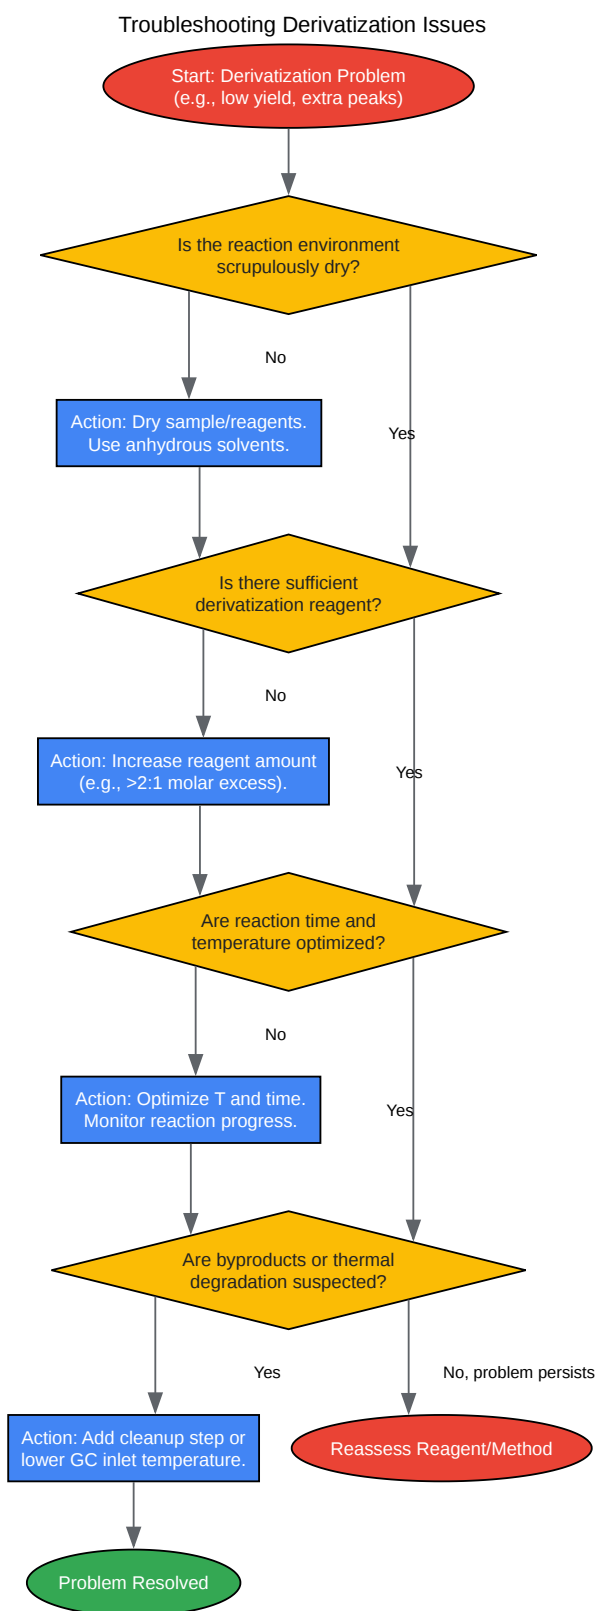 Troubleshooting Derivatization Issues
Start: Derivatization Problem
(e.g., low yield, extra peaks)
Is the reaction environment
scrupulously dry?
No
Action: Dry sample/reagents.
Use anhydrous solvents.
Yes
Is there sufficient
derivatization reagent?
No
Action: Increase reagent amount
(e.g., >2:1 molar excess).
Yes
Are reaction time and
temperature optimized?
No
Action: Optimize T and time.
Monitor reaction progress.
Yes
Are byproducts or thermal
degradation suspected?
Yes
No, problem persists
Action: Add cleanup step or
lower GC inlet temperature.
Reassess Reagent/Method
Problem Resolved